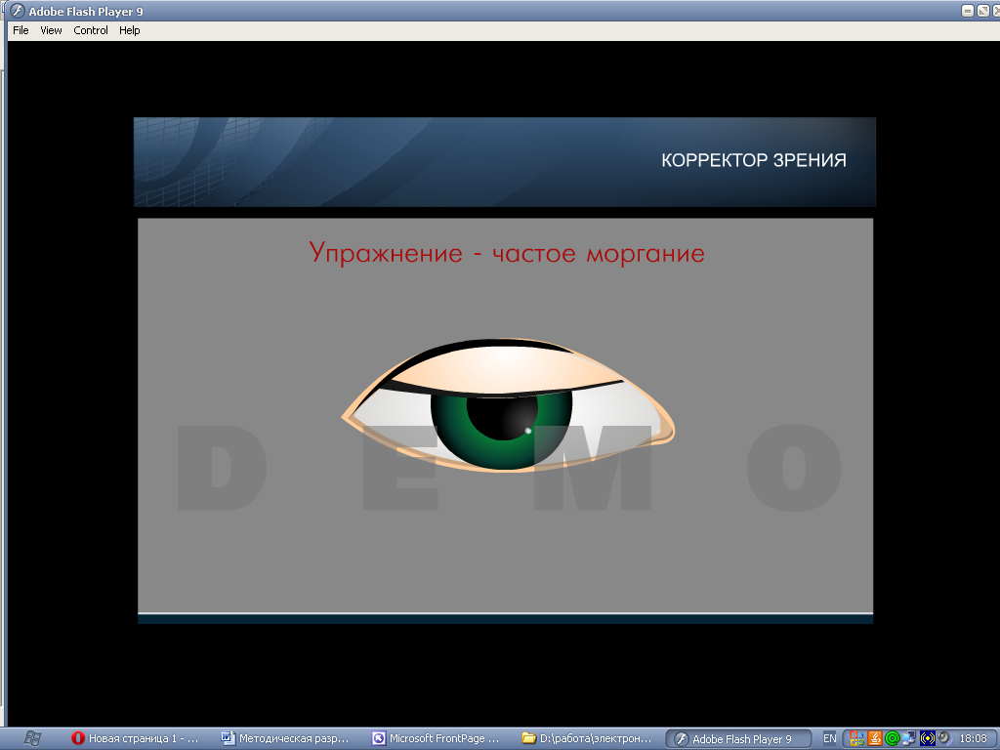 Adobe Flash Player 9
File View Control Help
КОРРЕКТОР ЗРЕНИЯ
Упражнение - частое моргание
DEMO
Новая страница 1 - ...
Методическая разр...
Microsoft FrontPage ...
D:\работа\электрон...
Adobe Flash Player 9
EN
18:08